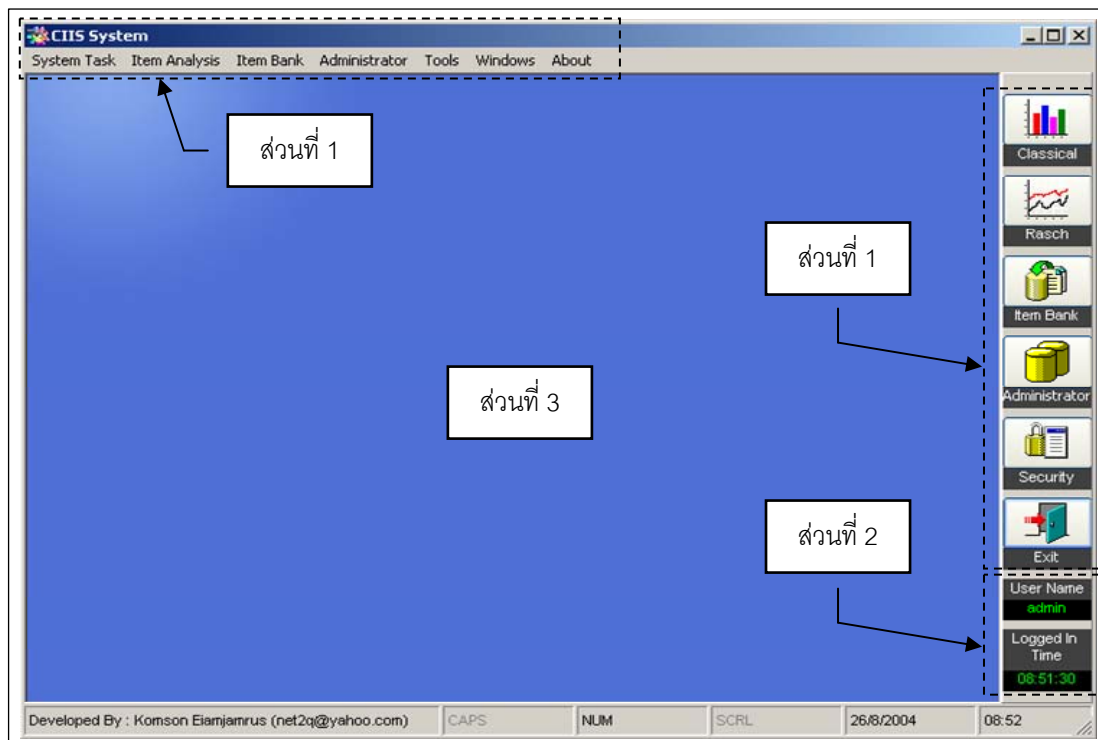 CIIS System
System Task Item Analysis Item Bank Administrator Tools Windows About
ส่วนที่ 1
Classical
Rasch
ส่วนที่ 1
Item Bank
Administrator
ส่วนที่ 3
Security
ส่วนที่ 2
Exit
User Name
admin
Logged In
Time
08:51:30
Developed By : Komson Eiamjamrus (net2q@yahoo.com) CAPS NUM SCRL 26/8/2004 08:52